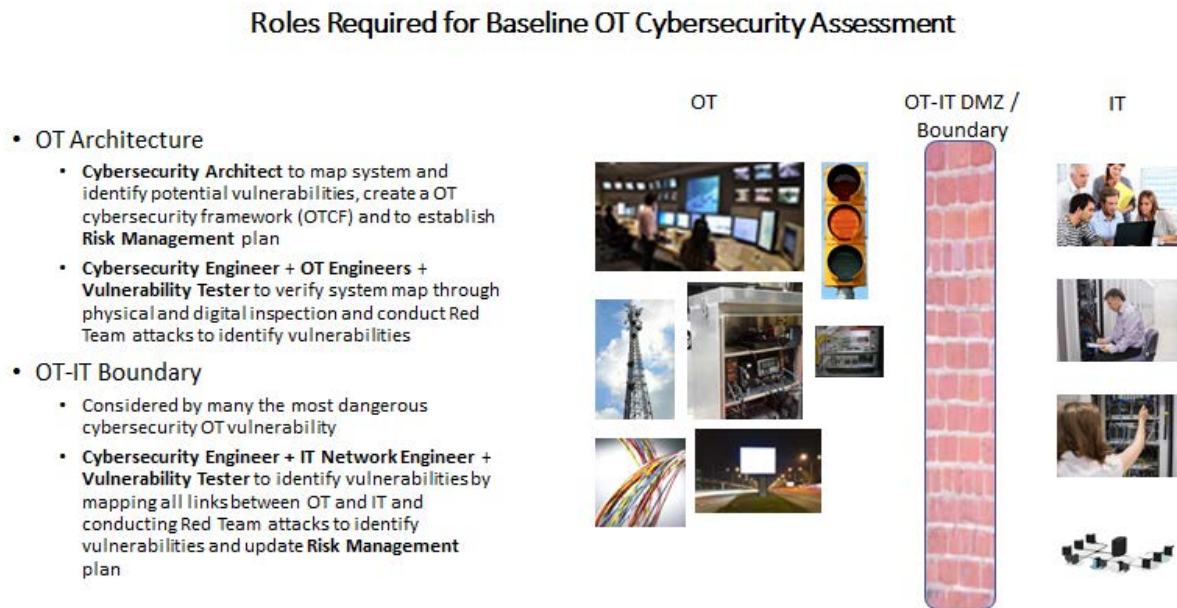 Roles Required for Baseline OT Cybersecurity Assessment
OT
OT-IT DMZ /
Boundary
IT
• OT Architecture
• Cybersecurity Architect to map system and
identify potential vulnerabilities, create a OT
cybersecurity framework (OTCF) and to establish
Risk Management plan
• Cybersecurity Engineer + OT Engineers +
Vulnerability Tester to verify system map through
physical and digital inspection and conduct Red
Team attacks to identify vulnerabilities
• OT-IT Boundary
• Considered by many the most dangerous
cybersecurity OT vulnerability
• Cybersecurity Engineer + IT Network Engineer +
Vulnerability Tester to identify vulnerabilities by
mapping all links between OT and IT and
conducting Red Team attacks to identify
vulnerabilities and update Risk Management
plan